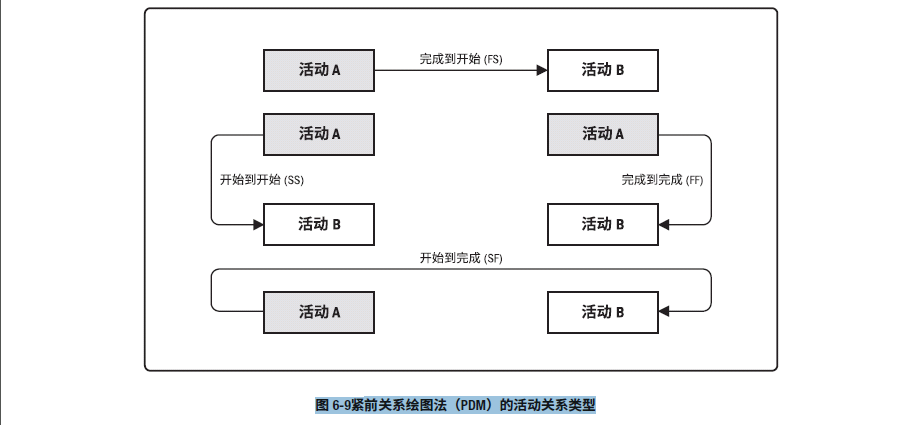 活动 A
完成到开始 (FS)
活动 B
活动 A
活动 A
开始到开始 (SS)
完成到完成 (FF)
活动 B
活动 B
开始到完成 (SF)
活动 A
活动 B
图 6-9紧前关系绘图法（PDM）的活动关系类型